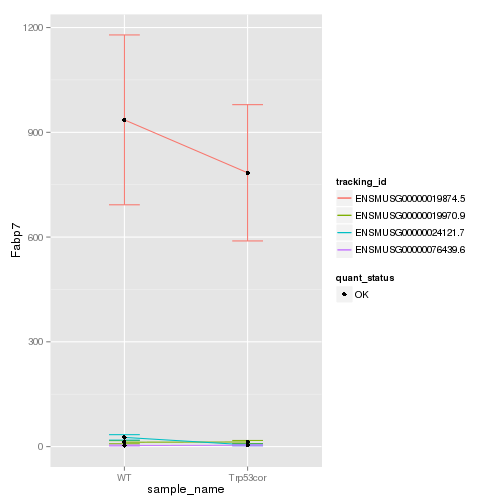 1200
900
600
300
0
Fabp7
WT
Trp53cor
sample_name
tracking_id
ENSMUSG00000019874.5
ENSMUSG00000019970.9
ENSMUSG00000024121.7
ENSMUSG00000076439.6
quant_status
OK